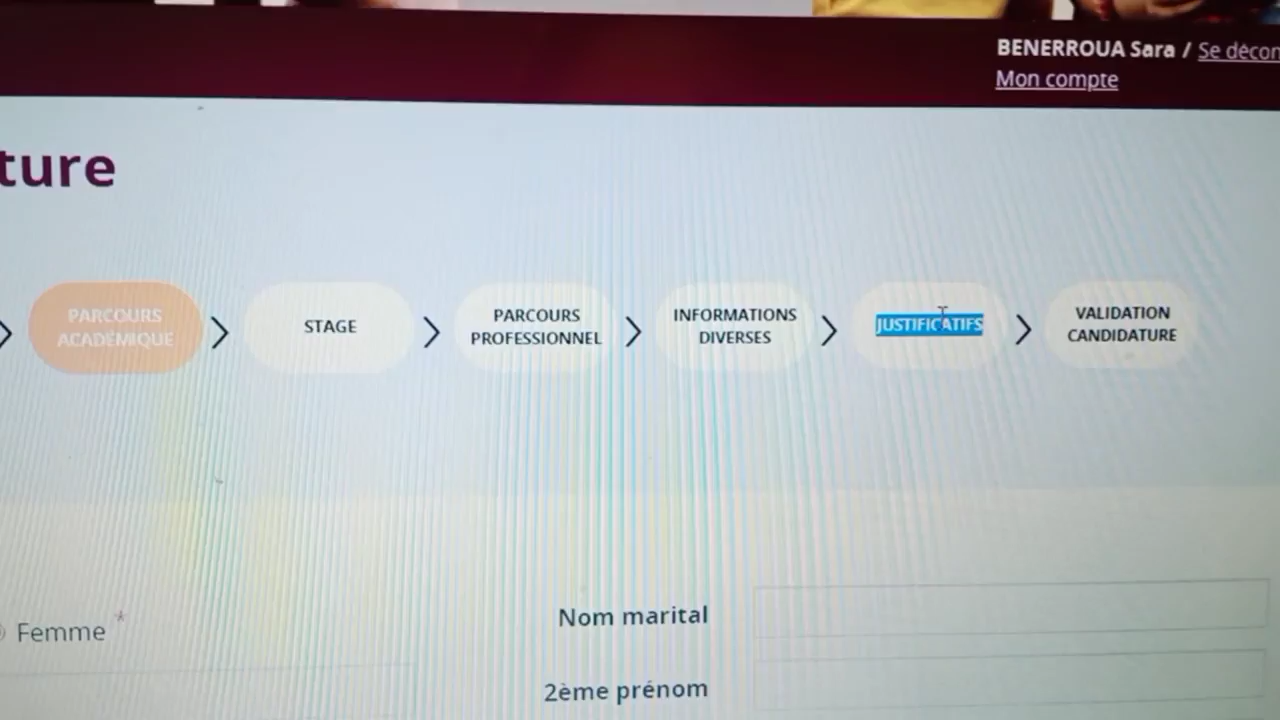 BENERROUA Sara / Se décon
Mon compte
ture
PARCOURS
ACADÉMIQUE
STAGE
PARCOURS
PROFESSIONNEL
INFORMATIONS
DIVERSES
JUSTIFICATIFS
VALIDATION
CANDIDATURE
Femme *
Nom marital
2ème prénom